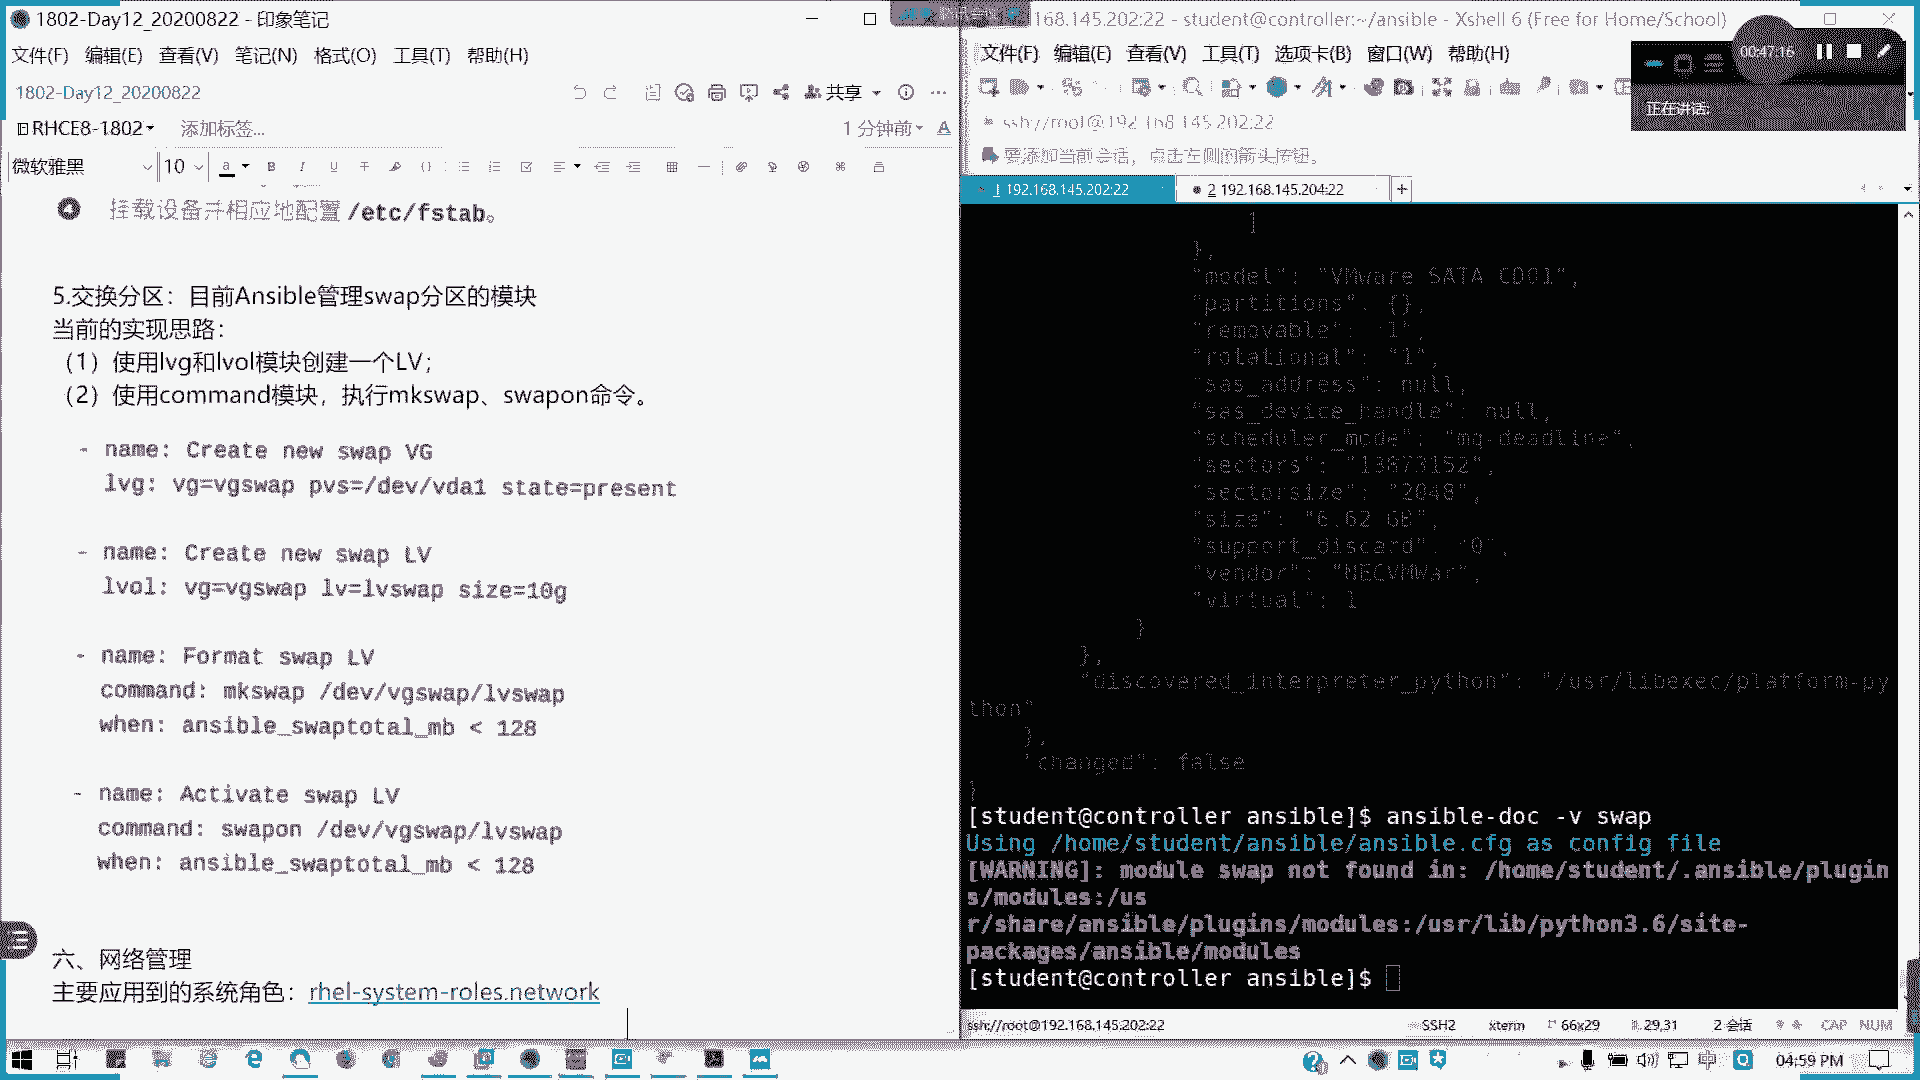 1802-Day12_20200822 - 印象笔记
文件(F) 编辑(E) 查看(V) 笔记(N) 格式(O) 工具(T) 帮助(H)
1802-Day12_20200822
共享
RHCE8-1802
添加标签...
1 分钟前
微软雅黑
10
挂载设备并相应地配置 /etc/fstab。
5.交换分区：目前Ansible管理swap分区的模块
当前的实现思路：
（1）使用lvg和lvol模块创建一个LV；
（2）使用command模块，执行mkswap、swapon命令。
- name: Create new swap VG
lvg: vg=vgswap pvs=/dev/vda1 state=present
- name: Create new swap LV
lvol: vg=vgswap lv=lvswap size=10g
- name: Format swap LV
command: mkswap /dev/vgswap/lvswap
when: ansible_swaptotal_mb < 128
- name: Activate swap LV
command: swapon /dev/vgswap/lvswap
when: ansible_swaptotal_mb < 128
六、网络管理
主要应用到的系统角色：rhel-system-roles.network
168.145.202:22 - student@controller:~/ansible - Xshell 6 (Free for Home/School)
文件(F) 编辑(E) 查看(V) 工具(T) 选项卡(B) 窗口(W) 帮助(H)
00:47:16
正在讲话:
ssh://root@192.168.145.202:22
要添加当前会话，点击左侧的箭头按钮。
1 192.168.145.202:22
2 192.168.145.204:22
]
},
"model": "VMware SATA CD01",
"partitions": {},
"removable": "1",
"rotational": "1",
"sas_address": null,
"sas_device_handle": null,
"scheduler_mode": "mq-deadline",
"sectors": "13873152",
"sectorsize": "2048",
"size": "6.62 GB",
"support_discard": "0",
"vendor": "NECVMWar",
"virtual": 1
}
},
"discovered_interpreter_python": "/usr/libexec/platform-py
thon"
},
"changed": false
}
[student@controller ansible]$ ansible-doc -v swap
Using /home/student/ansible/ansible.cfg as config file
[WARNING]: module swap not found in: /home/student/.ansible/plugin
s/modules:/us
r/share/ansible/plugins/modules:/usr/lib/python3.6/site-
packages/ansible/modules
[student@controller ansible]$
ssh://root@192.168.145.202:22
SSH2
xterm
66x29
29,31
2 会话
CAP NUM
中
04:59 PM